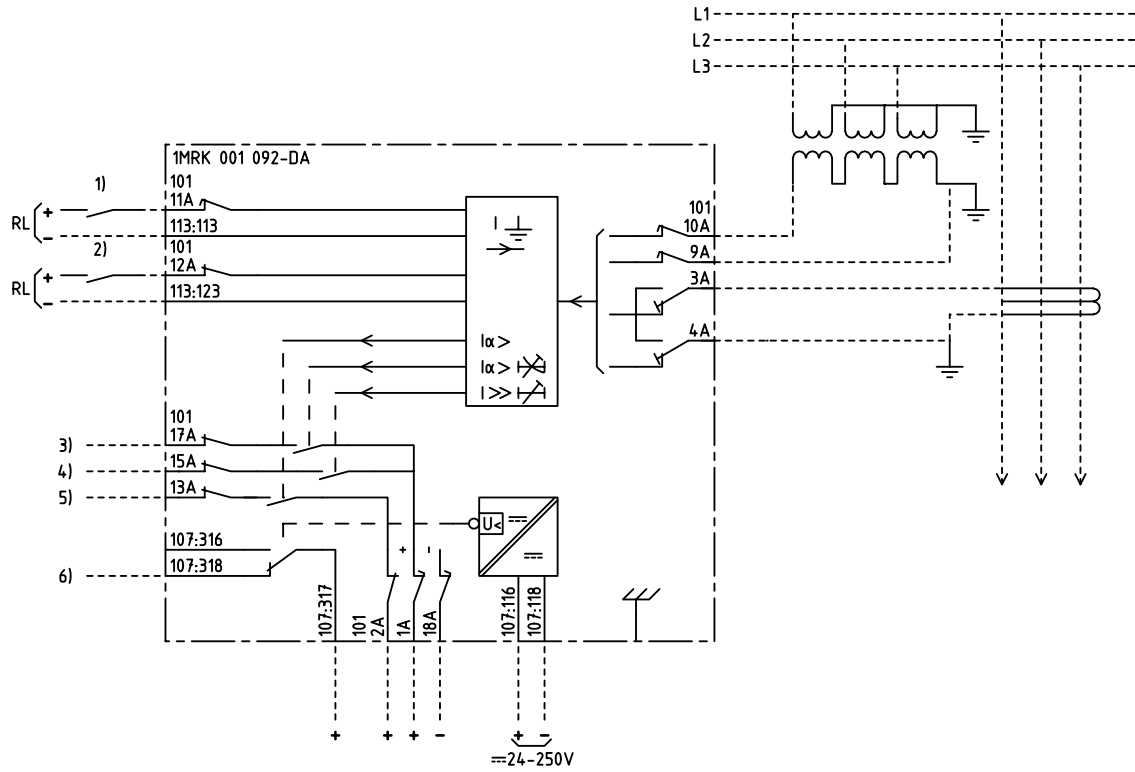 L1
L2
L3
1MRK 001 092-DA
1)
101
11A
RL
+
-
113:113
2)
101
12A
RL
+
-
113:123
I
101
10A
9A
3A
4A
Iα>
Iα>
I>>
101
3)
17A
4)
15A
5)
13A
U<
107:316
+
-
6)
107:318
107:317
101
2A
1A
18A
107:116
107:118
+
+
+
-
+
-
24-250V